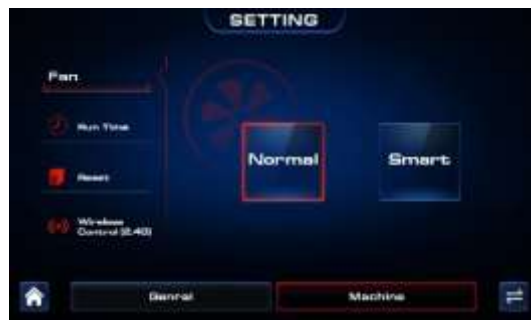 SETTING
Fan
Run Time
Reset
Wireless
Control (2.4G)
Normal
Smart
Genral
Machine